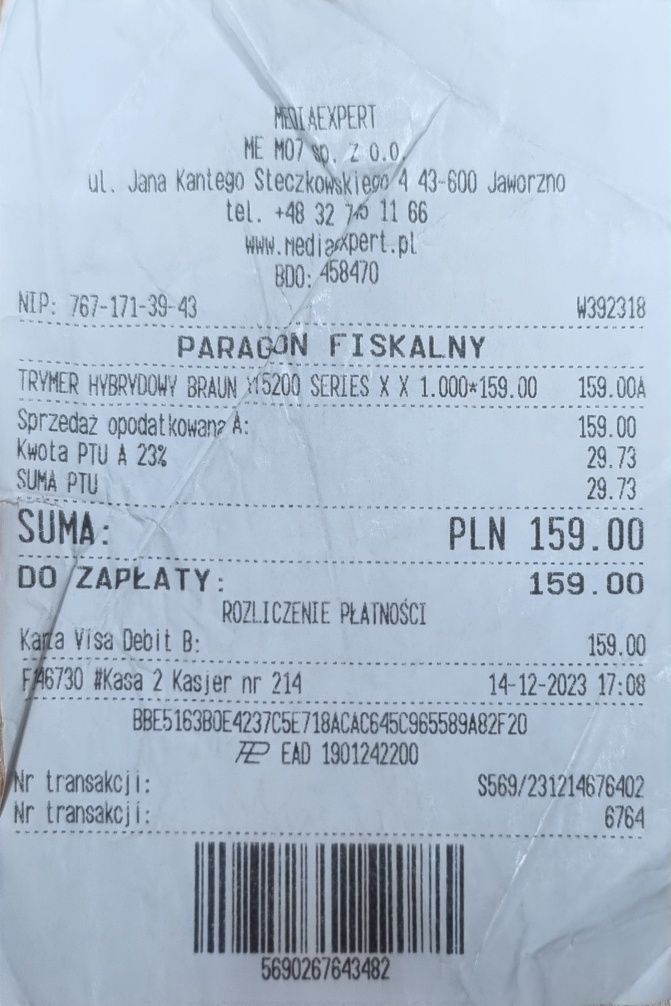 MEDIAEXPERT
ME M07 sp. z o.o.
ul. Jana Kantego Steczkowskiego 4 43-600 Jaworzno
tel. +48 32 745 11 66
www.mediaexpert.pl
BDO: 458470
NIP: 767-171-39-43 W392318
PARAGON FISKALNY
TRYMER HYBRYDOWY BRAUN SERIES X X 1.000*159.00 159.00A
Sprzedaż opodatkowana A: 159.00
Kwota PTU A 23% 29.73
SUMA PTU 29.73
SUMA: PLN 159.00
DO ZAPŁATY: 159.00
ROZLICZENIE PŁATNOŚCI
Karta Visa Debit B: 159.00
F146730 #Kasa 2 Kasjer nr 214 14-12-2023 17:08
BBE5163B0E4237C5E718ACAC645C965589A82F20
EAD 1901242200
Nr transakcji: S569/231214676402
Nr transakcji: 6764
5690267643482